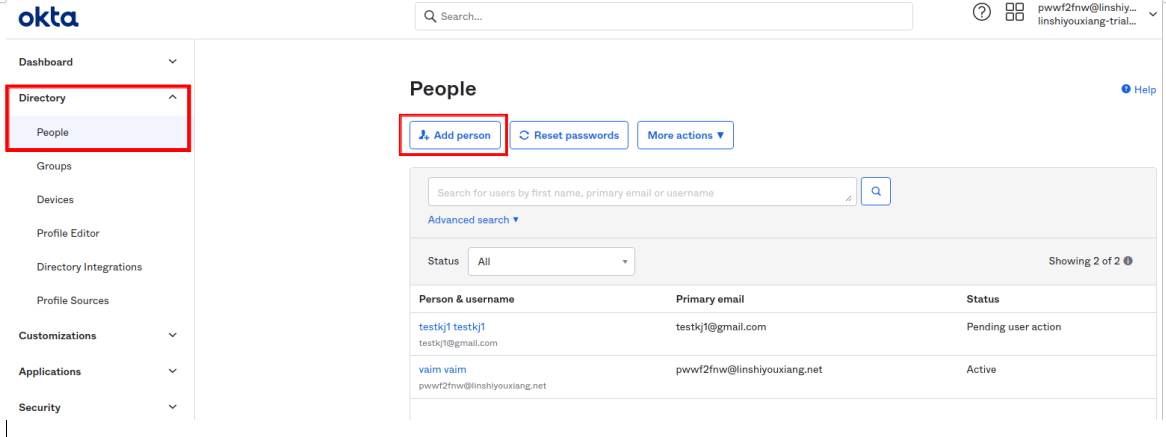 okta
Search...
pwwf2fnw@linshiy...
linshiyouxiang-trial...
Dashboard
Directory
People
Groups
Devices
Profile Editor
Directory Integrations
Profile Sources
Customizations
Applications
Security
People
Help
Add person
Reset passwords
More actions
Search for users by first name, primary email or username
Advanced search
Status
All
Showing 2 of 2
Person & username Primary email Status
testkj1 testkj1 testkj1@gmail.com Pending user action
testkj1@gmail.com
vaim vaim pwwf2fnw@linshiyouxiang.net Active
pwwf2fnw@linshiyouxiang.net